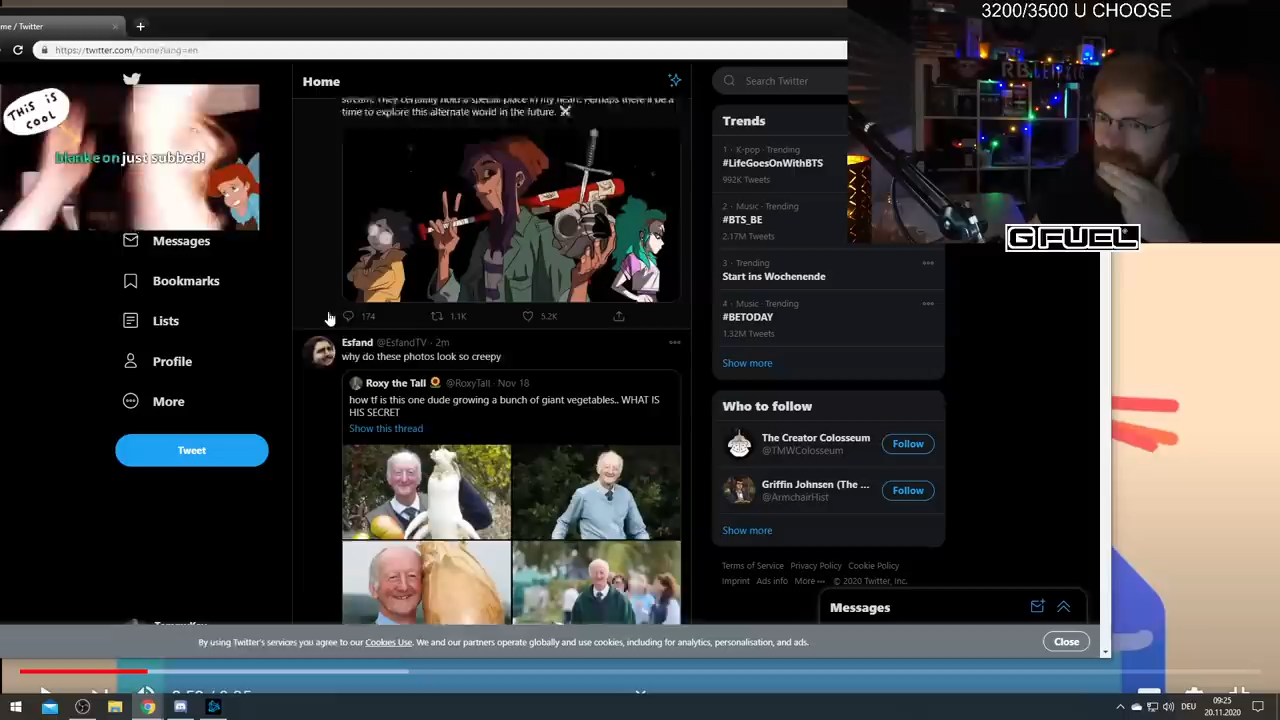 3200/3500 U CHOOSE
me / Twitter
https://twitter.com/home?lang=en
THIS IS
COOL
blankeon just subbed!
Messages
Bookmarks
Lists
Profile
More
Tweet
Home
stream. They certainly hold a special place in my heart. Perhaps there'll be a
time to explore this alternate world in the future.
174
1.1K
5.2K
Esfand @EsfandTV · 2m
why do these photos look so creepy
Roxy the Tall @RoxyTall · Nov 18
how tf is this one dude growing a bunch of giant vegetables.. WHAT IS
HIS SECRET
Show this thread
Search Twitter
Trends
1 · K-pop · Trending
#LifeGoesOnWithBTS
992K Tweets
2 · Music · Trending
#BTS_BE
2.17M Tweets
3 · Trending
Start ins Wochenende
4 · Music · Trending
#BETODAY
1.32M Tweets
Show more
Who to follow
The Creator Colosseum
@TMWColosseum
Follow
Griffin Johnsen (The ...
@ArmchairHist
Follow
Show more
Terms of Service Privacy Policy Cookie Policy
Imprint Ads info More ··· © 2020 Twitter, Inc.
Messages
RB LEIPZIG
G FUEL
By using Twitter's services you agree to our Cookies Use. We and our partners operate globally and use cookies, including for analytics, personalisation, and ads.
Close
DEU
09:25
20.11.2020